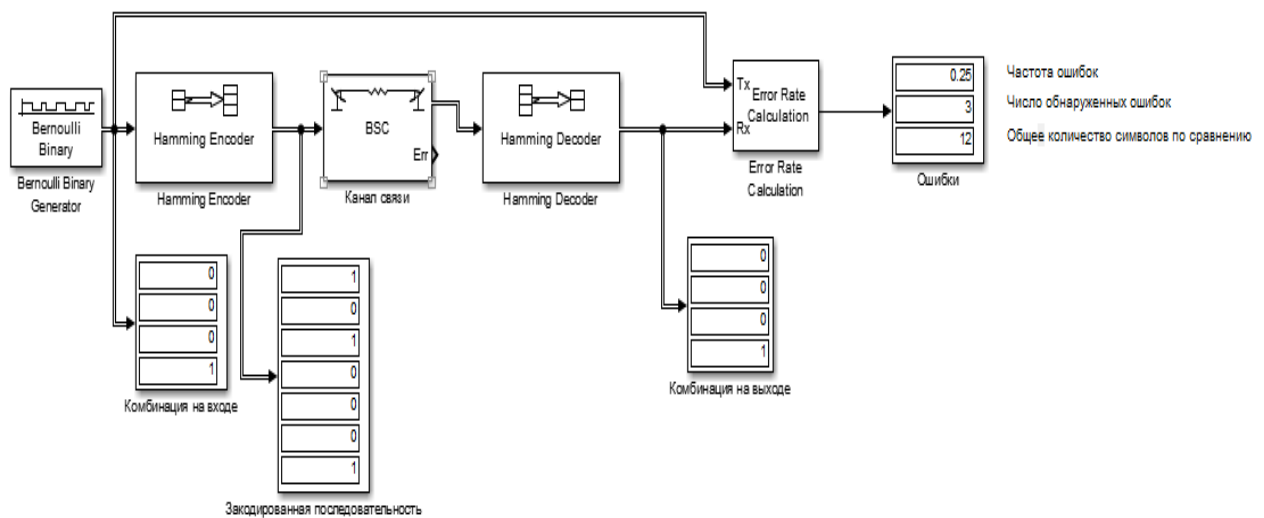 Bernoulli
Binary
Bernoulli Binary
Generator
Hamming Encoder
Hamming Encoder
BSC
Err
Канал связи
Hamming Decoder
Hamming Decoder
Tx
Rx
Error Rate
Calculation
Error Rate
Calculation
0.25
3
12
Ошибки
Частота ошибок
Число обнаруженных ошибок
Общее количество символов по сравнению
0
0
0
1
Комбинация на входе
1
0
1
0
0
0
1
Закодированная последовательность
0
0
0
1
Комбинация на выходе